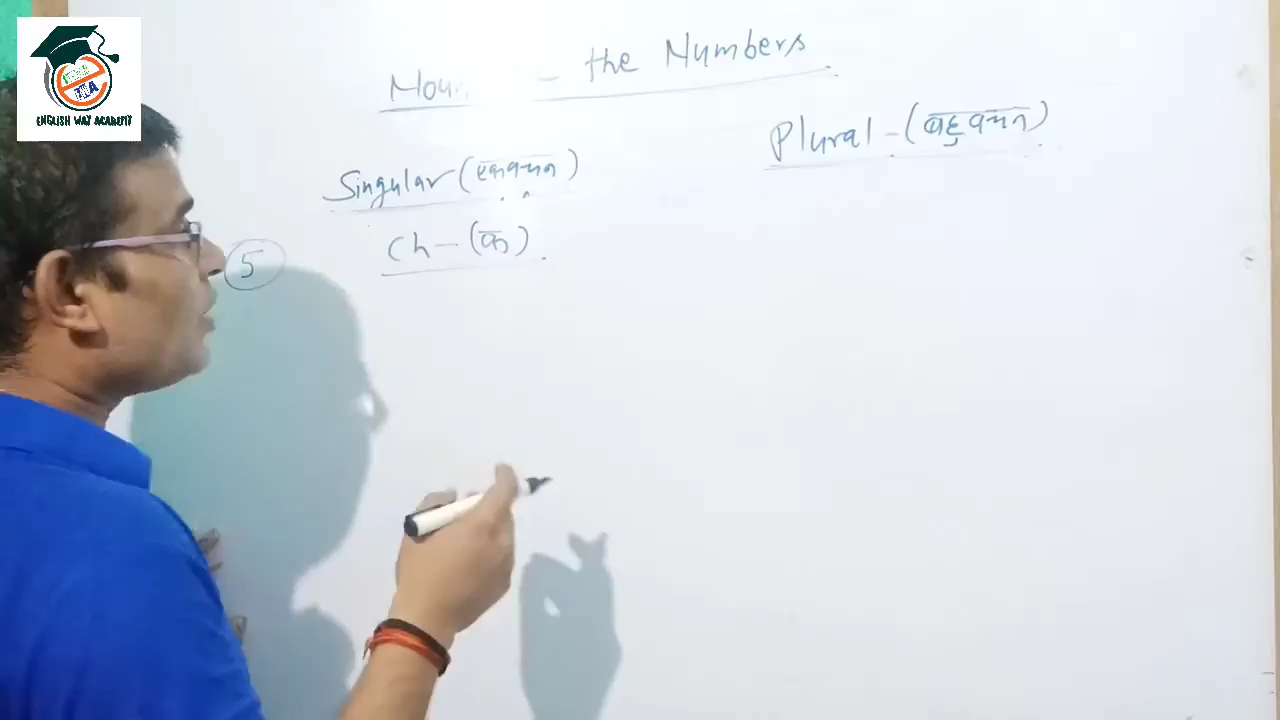 ENGLISH WAY ACADEMY
Noun - the Numbers
Singular (एकवचन)
Plural - (बहुवचन)
5
Ch - (क)